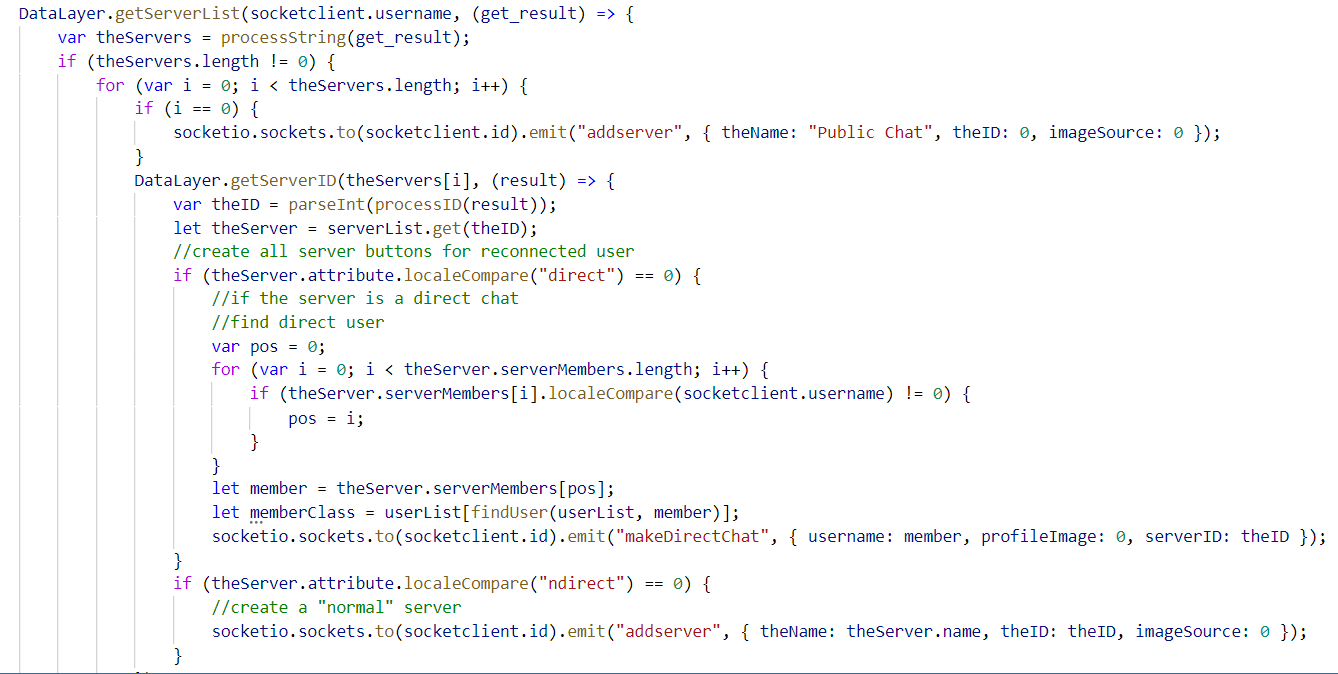 DataLayer.getServerList(socketclient.username, (get_result) => {
var theServers = processString(get_result);
if (theServers.length != 0) {
for (var i = 0; i < theServers.length; i++) {
if (i == 0) {
socketio.sockets.to(socketclient.id).emit("addserver", { theName: "Public Chat", theID: 0, imageSource: 0 });
}
DataLayer.getServerID(theServers[i], (result) => {
var theID = parseInt(processID(result));
let theServer = serverList.get(theID);
//create all server buttons for reconnected user
if (theServer.attribute.localeCompare("direct") == 0) {
//if the server is a direct chat
//find direct user
var pos = 0;
for (var i = 0; i < theServer.serverMembers.length; i++) {
if (theServer.serverMembers[i].localeCompare(socketclient.username) != 0) {
pos = i;
}
}
let member = theServer.serverMembers[pos];
let memberClass = userList[findUser(userList, member)];
socketio.sockets.to(socketclient.id).emit("makeDirectChat", { username: member, profileImage: 0, serverID: theID });
}
if (theServer.attribute.localeCompare("ndirect") == 0) {
//create a "normal" server
socketio.sockets.to(socketclient.id).emit("addserver", { theName: theServer.name, theID: theID, imageSource: 0 });
}